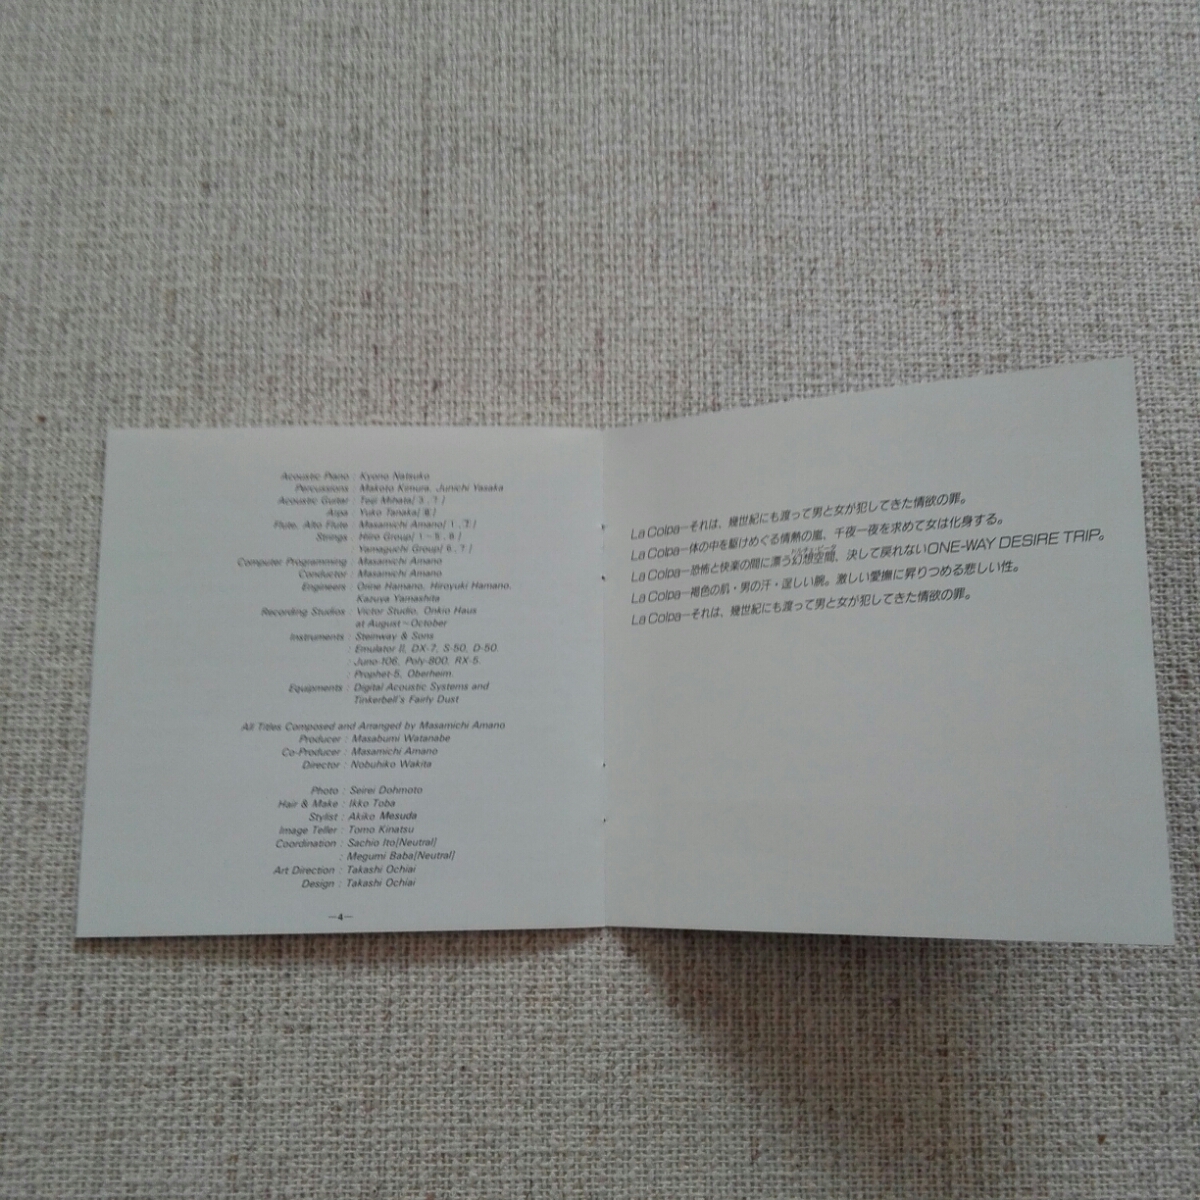 Acoustic Piano : Kyono Natsuko
Percussions : Makoto Kimura, Junichi Yasaka
Acoustic Guitar : Teiji Mihata[3, 7]
Arpa : Yuko Tanaka[6]
Flute, Alto Flute : Masamichi Amano[1, 7]
Strings : Hiiro Group[1~5, 8]
Yamaguchi Group[6, 7]
Computer Programming : Masamichi Amano
Conductor : Masamichi Amano
Engineers : Orine Hamano, Hiroyuki Hamano,
Kazuya Yamashita
Recording Studios : Victor Studio, Onkio Haus
at August~October
Instruments : Steinway & Sons
: Emulator II, DX-7, S-50, D-50,
: Juno-106, Poly-800, RX-5,
: Prophet-5, Oberheim
Equipments : Digital Acoustic Systems and
Tinkerbell's Fairly Dust
All Titles Composed and Arranged by Masamichi Amano
Producer : Masabumi Watanabe
Co-Producer : Masamichi Amano
Director : Nobuhiko Wakita
Photo : Seirei Dohmoto
Hair & Make : Ikko Toba
Stylist : Akiko Mesuda
Image Teller : Tomo Kinatsu
Coordination : Sachio Ito[Neutral]
: Megumi Baba[Neutral]
Art Direction : Takashi Ochiai
Design : Takashi Ochiai
—4—
La Colpa—それは、幾世紀にも渡って男と女が犯してきた情欲の罪。
La Colpa—体の中を駆けめぐる情熱の嵐、千夜一夜を求めて女は化身する。
La Colpa—恐怖と快楽の間に漂う幻想空間、決して戻れないONE-WAY DESIRE TRIP。
La Colpa—褐色の肌・男の汗・逞しい腕。激しい愛撫に昇りつめる悲しい性。
La Colpa—それは、幾世紀にも渡って男と女が犯してきた情欲の罪。